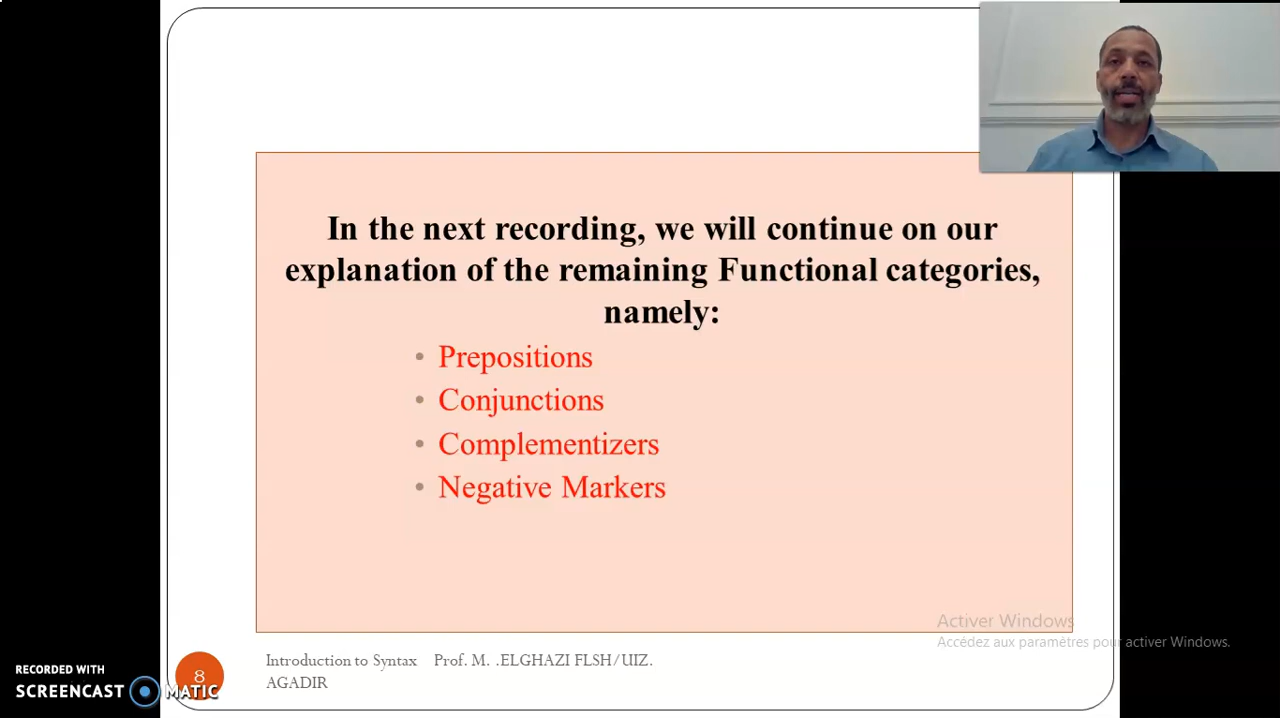 In the next recording, we will continue on our
explanation of the remaining Functional categories,
namely:
• Prepositions
• Conjunctions
• Complementizers
• Negative Markers
Activer Windows
Accédez aux paramètres pour activer Windows.
8
Introduction to Syntax Prof. M. .ELGHAZI FLSH/UIZ.
AGADIR
RECORDED WITH
SCREENCAST MATIC